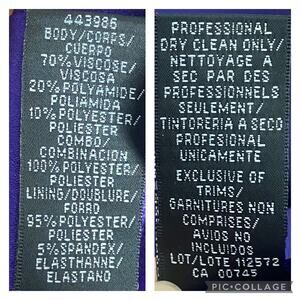 443986
BODY/CORPS/
CUERPO
70% VISCOSE/
VISCOSA
20% POLYAMIDE/
POLIAMIDA
10% POLYESTER/
POLIESTER
COMBO/
COMBINACION
100% POLYESTER/
POLIESTER
LINING/DOUBLURE/
FORRO
95% POLYESTER/
POLIESTER
5% SPANDEX/
ELASTHANNE/
ELASTANO
PROFESSIONAL
DRY CLEAN ONLY/
NETTOYAGE A
SEC PAR DES
PROFESSIONNELS
SEULEMENT/
TINTORERIA A SECO
PROFESIONAL
UNICAMENTE
EXCLUSIVE OF
TRIMS/
GARNITURES NON
COMPRISES/
AVIOS NO
INCLUIDOS
LOT/LOTE 112572
CA 00745
PIC•COLLAGE